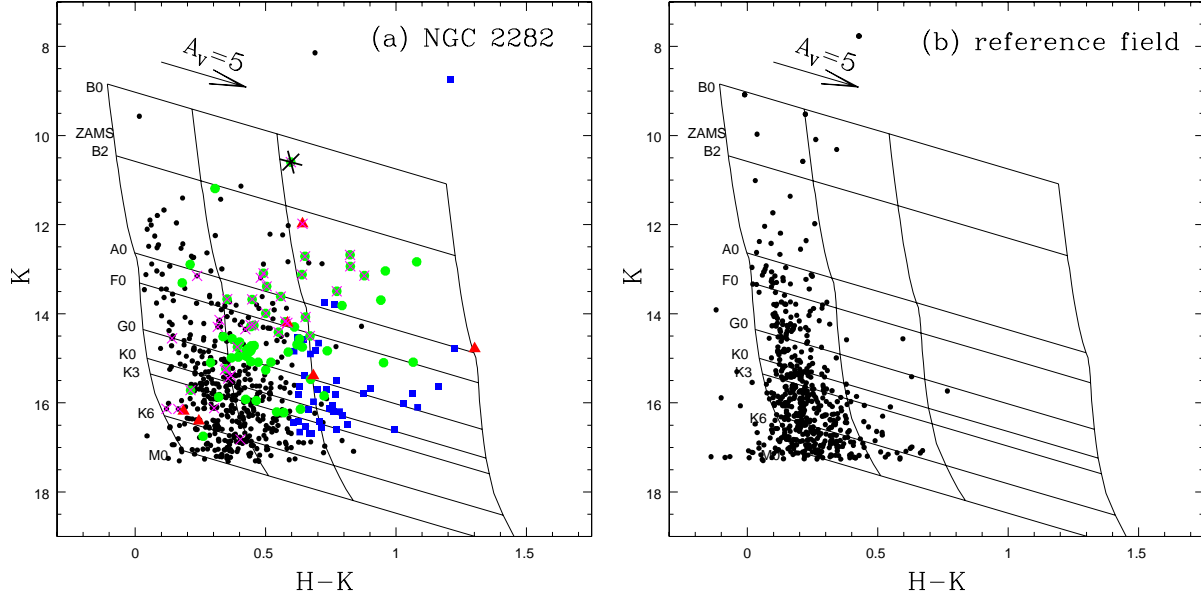 (a) NGC 2282
A_v=5
B0
ZAMS
B2
A0
F0
G0
K0
K3
K6
M0
8
10
12
14
16
18
K
0
0.5
1
1.5
H−K
(b) reference field
A_v=5
B0
ZAMS
B2
A0
F0
G0
K0
K3
K6
M0
8
10
12
14
16
18
K
0
0.5
1
1.5
H−K